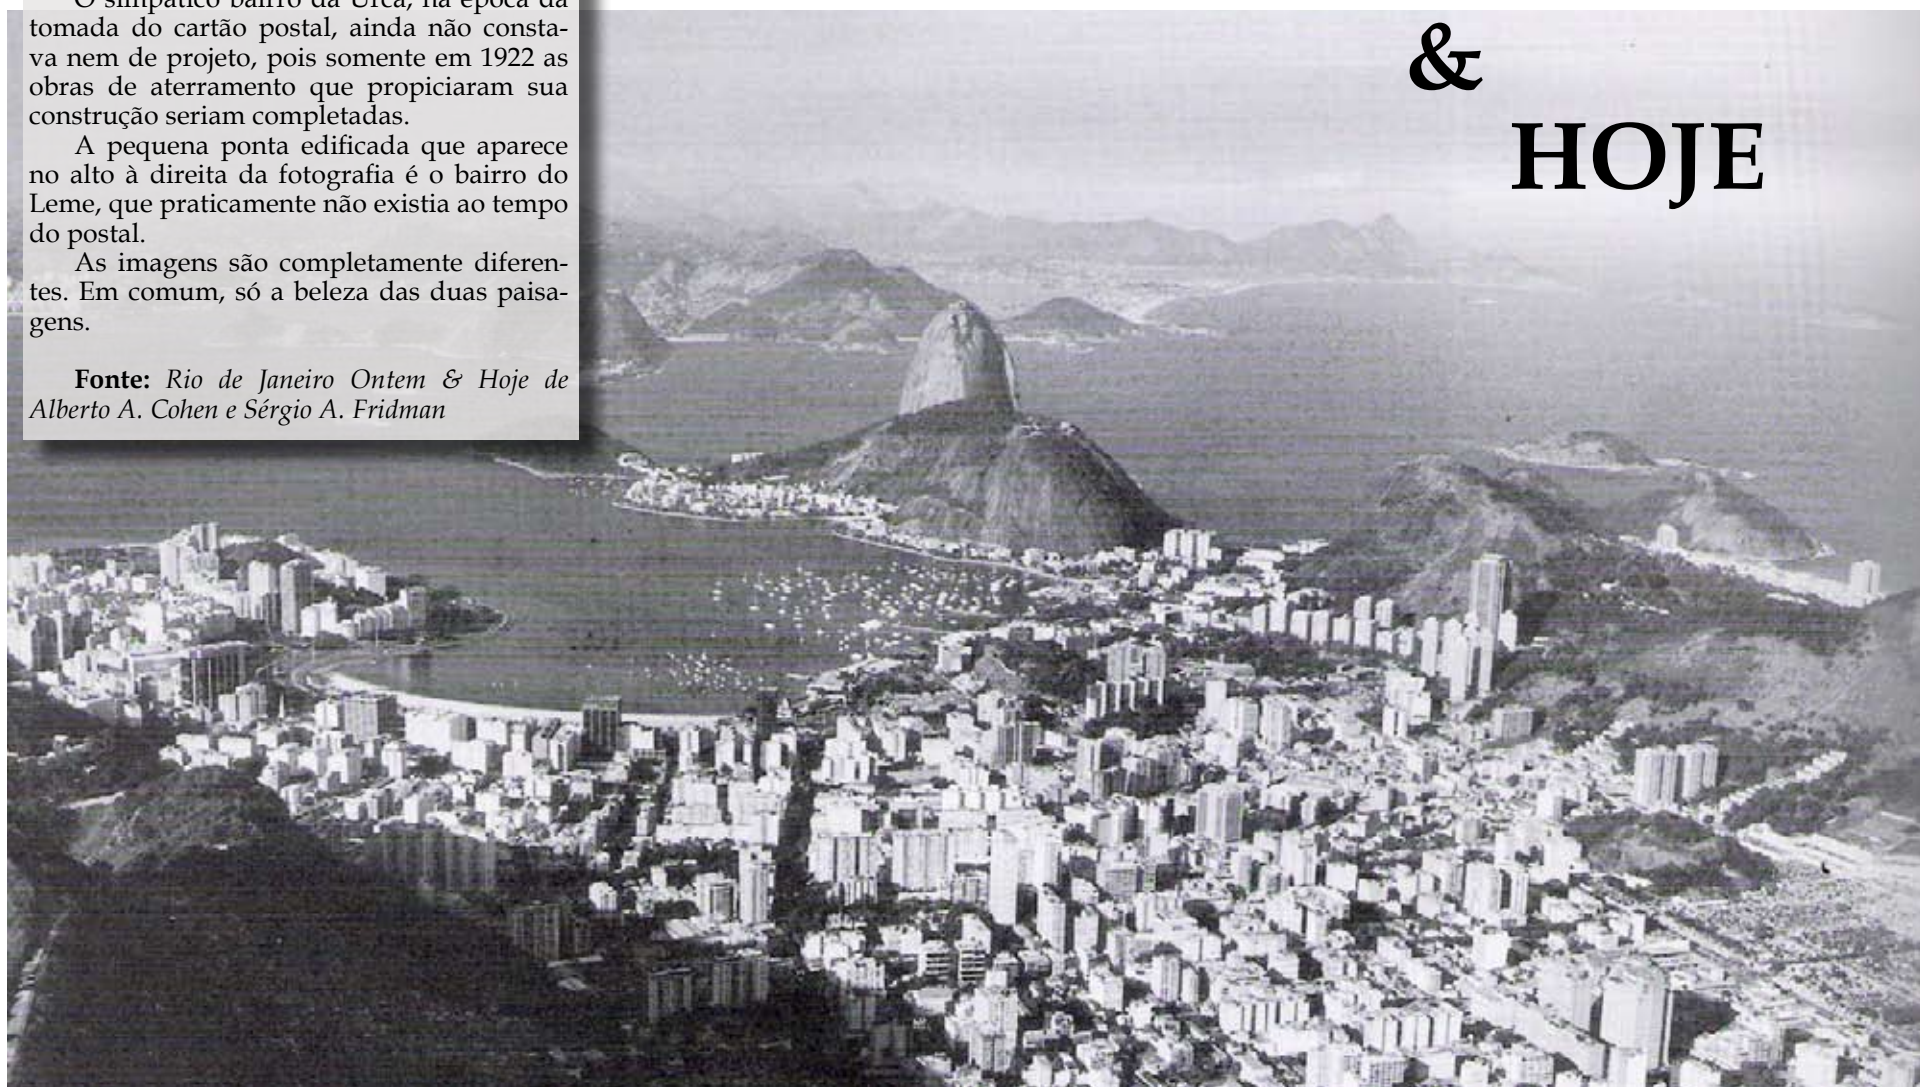 O simpático bairro da Urca, na época da
tomada do cartão postal, ainda não consta-
va nem de projeto, pois somente em 1922 as
obras de aterramento que propiciaram sua
construção seriam completadas.
A pequena ponta edificada que aparece
no alto à direita da fotografia é o bairro do
Leme, que praticamente não existia ao tempo
do postal.
As imagens são completamente diferen-
tes. Em comum, só a beleza das duas paisa-
gens.
Fonte: Rio de Janeiro Ontem & Hoje de
Alberto A. Cohen e Sérgio A. Fridman
&
HOJE